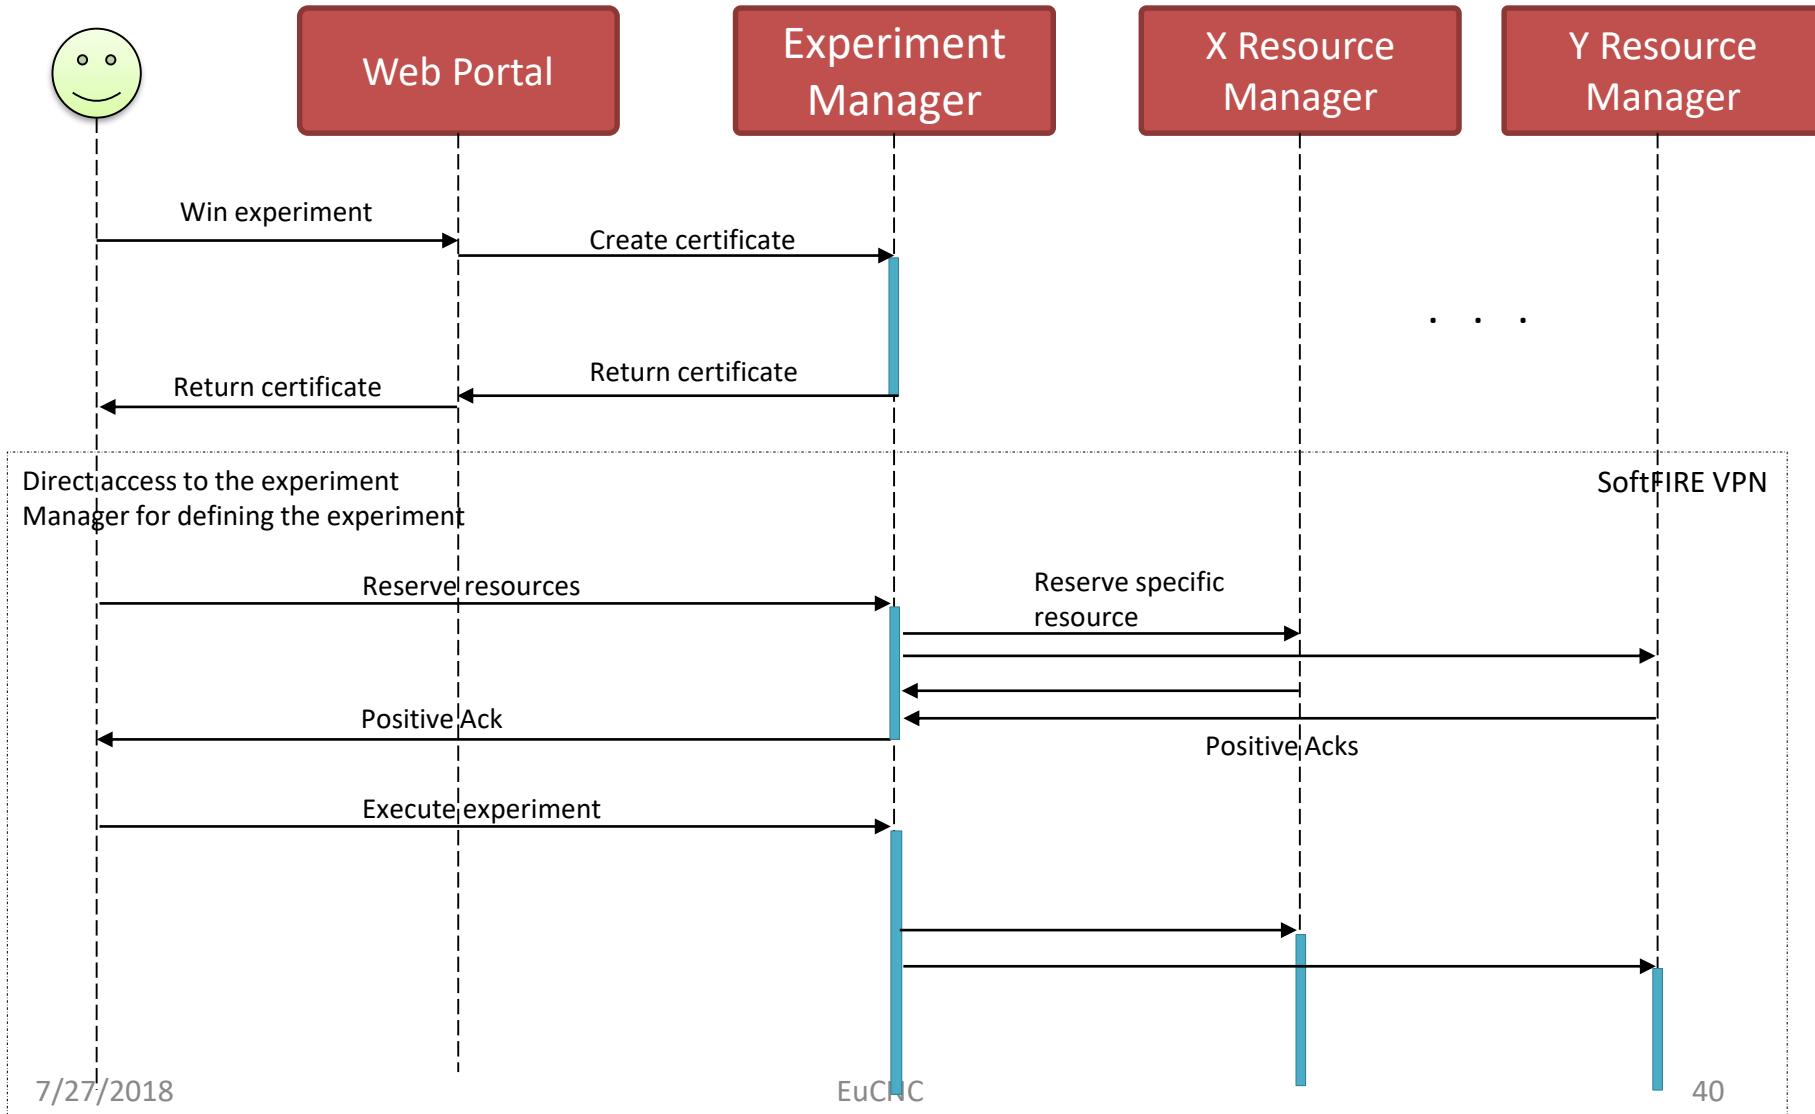 Web Portal
Experiment
Manager
X Resource
Manager
Y Resource
Manager
Win experiment
Create certificate
. . .
Return certificate
Return certificate
Direct access to the experiment
Manager for defining the experiment
SoftFIRE VPN
Reserve resources
Reserve specific
resource
Positive Ack
Positive Acks
Execute experiment
7/27/2018
EuCNC
40